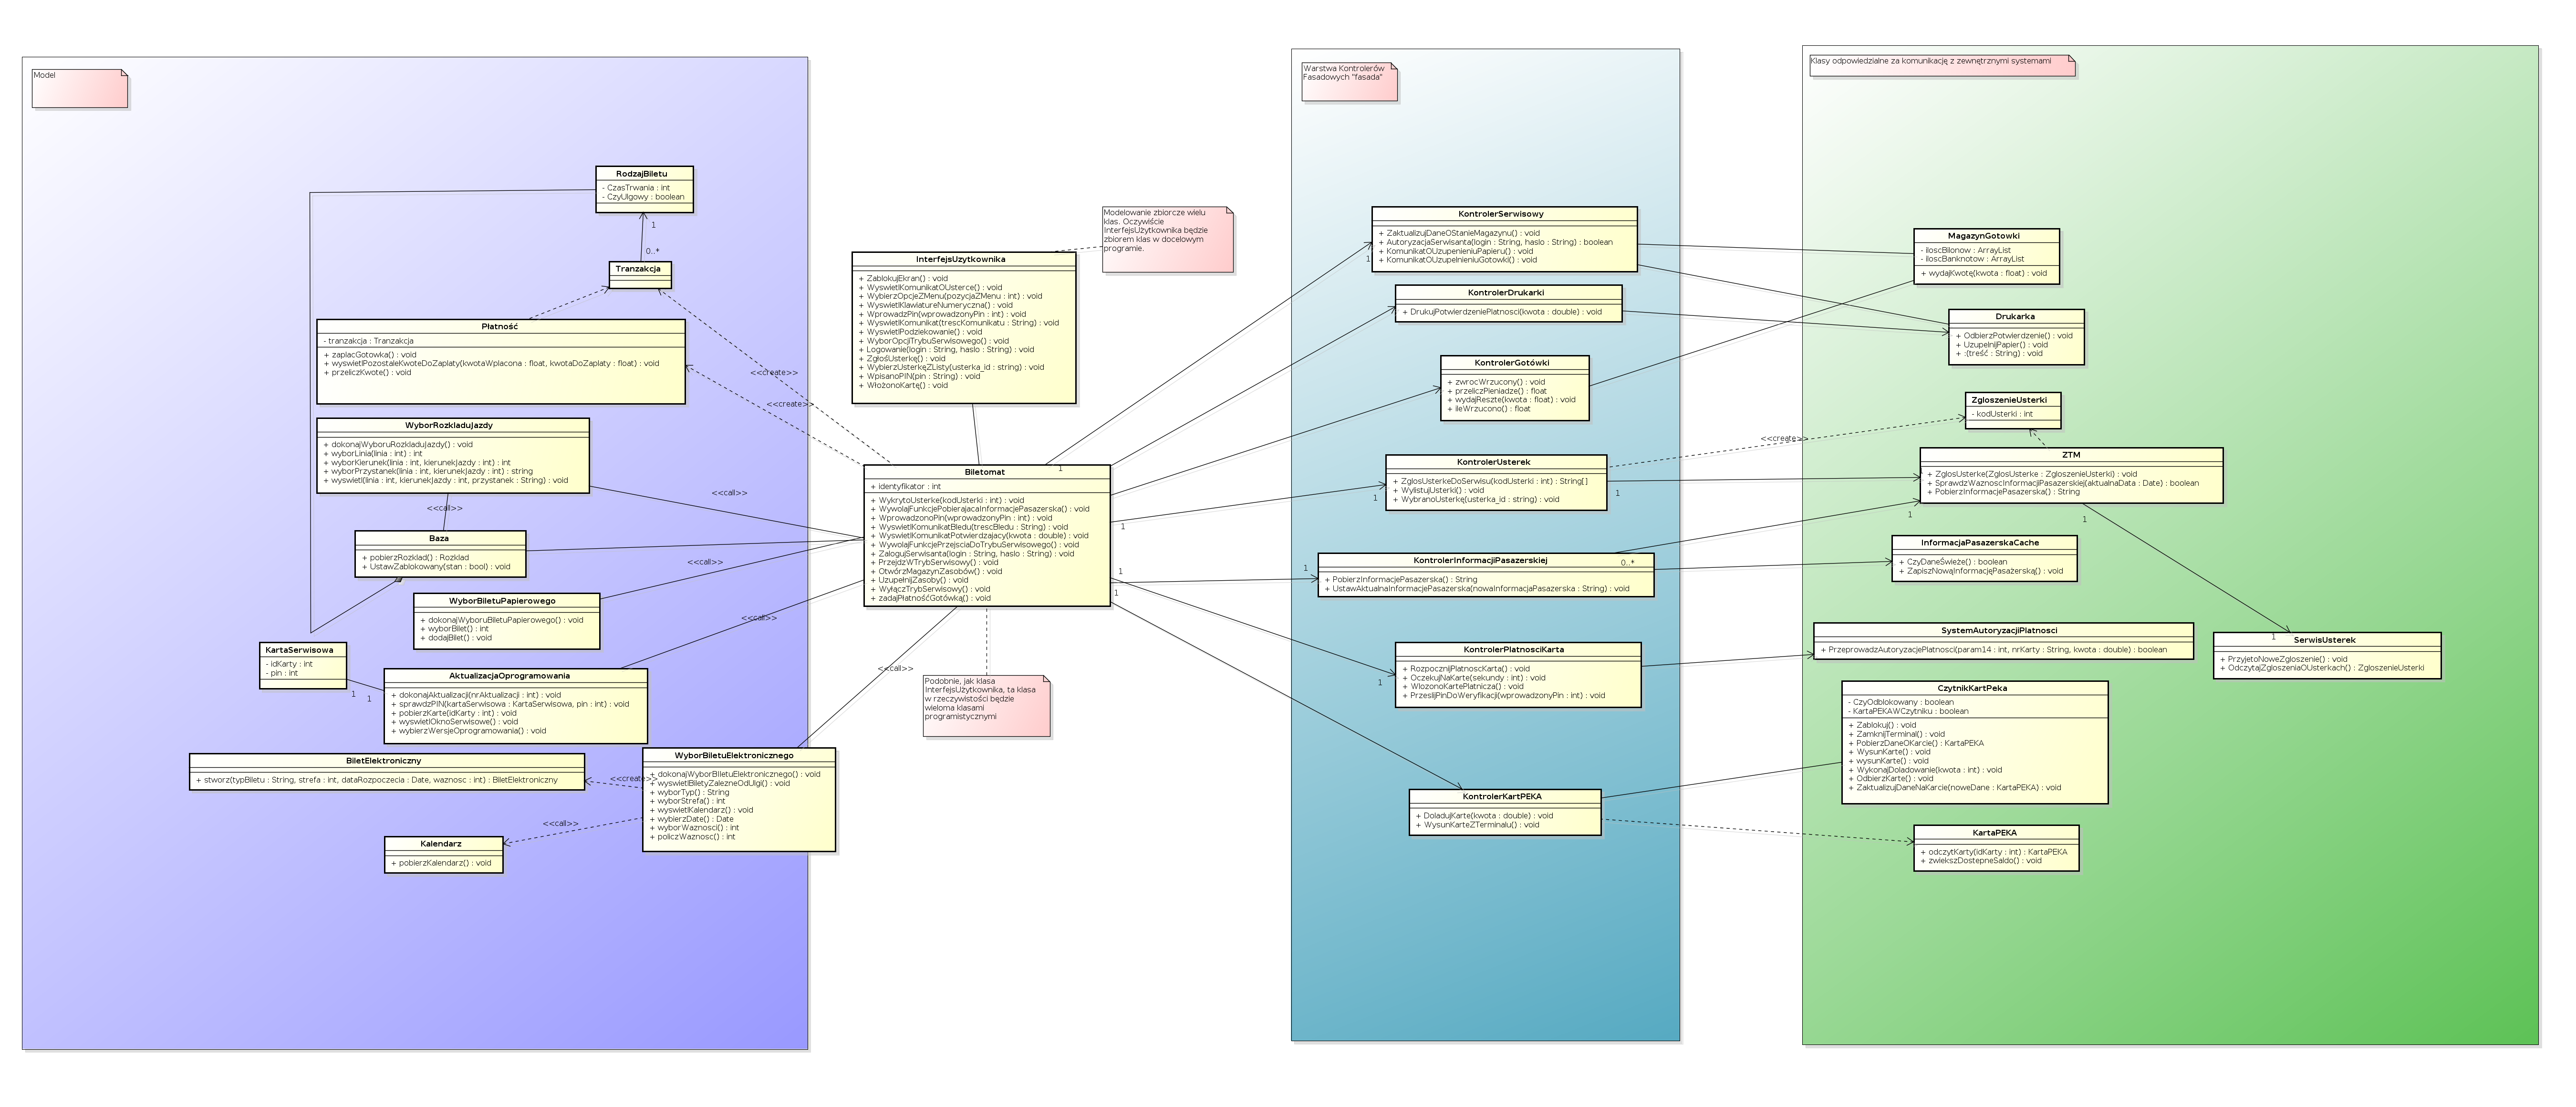 Model
RodzajBiletu
- CzasTrwania : int
- CzyUlgowy : boolean
1
0..*
Tranzakcja
Płatność
- tranzakcja : Tranzakcja
+ zaplacGotowka() : void
+ wyswietlPozostaleKwoteDoZaplaty(kwotaWplacona : float, kwotaDoZaplaty : float) : void
+ przeliczKwote() : void
<<create>>
<<create>>
WyborRozkladuJazdy
+ dokonajWyboruRozkladuJazdy() : void
+ wyborLinia(linia : int) : int
+ wyborKierunek(linia : int, kierunekJazdy : int) : int
+ wyborPrzystanek(linia : int, kierunekJazdy : int) : string
+ wyswietl(linia : int, kierunekJazdy : int, przystanek : String) : void
<<call>>
<<call>>
Baza
+ pobierzRozklad() : Rozklad
+ UstawZablokowany(stan : bool) : void
<<call>>
WyborBiletuPapierowego
+ dokonajWyboruBiletuPapierowego() : void
+ wyborBilet() : int
+ dodajBilet() : void
<<call>>
KartaSerwisowa
- idKarty : int
- pin : int
1
1
AktualizacjaOprogramowania
+ dokonajAktualizacji(nrAktualizacji : int) : void
+ sprawdzPIN(kartaSerwisowa : KartaSerwisowa, pin : int) : void
+ pobierzKarte(idKarty : int) : void
+ wyswietlOknoSerwisowe() : void
+ wybierzWersjeOprogramowania() : void
<<call>>
BiletElektroniczny
+ stworz(typBiletu : String, strefa : int, dataRozpoczecia : Date, waznosc : int) : BiletElektroniczny
<<create>>
WyborBiletuElektronicznego
+ dokonajWyborBIletuElektronicznego() : void
+ wyswietlBiletyZalezneOdUlgi() : void
+ wyborTyp() : String
+ wyborStrefa() : int
+ wyswietlKalendarz() : void
+ wybierzDate() : Date
+ wyborWaznosci() : int
+ policzWaznosc() : int
<<call>>
Kalendarz
+ pobierzKalendarz() : void
Modelowanie zbiorcze wielu
klas. Oczywiście
InterfejsUżytkownika będzie
zbiorem klas w docelowym
programie.
InterfejsUzytkownika
+ ZablokujEkran() : void
+ WyswietlKomunikatOUsterce() : void
+ WybierzOpcjeZMenu(pozycjaZMenu : int) : void
+ WyswietlKlawiatureNumeryczna() : void
+ WprowadzPin(wprowadzonyPin : int) : void
+ WyswietlKomunikat(trescKomunikatu : String) : void
+ WyswietlPodziekowanie() : void
+ WyborOpcjiTrybuSerwisowego() : void
+ Logowanie(login : String, haslo : String) : void
+ ZgłośUsterkę() : void
+ WybierzUsterkęZListy(usterka_id : string) : void
+ WpisanoPIN(pin : String) : void
+ WłożonoKartę() : void
Biletomat
+ identyfikator : int
+ WykrytoUsterke(kodUsterki : int) : void
+ WywolajFunkcjePobierajacaInformacjePasazerska() : void
+ WprowadzonoPin(wprowadzonyPin : int) : void
+ WyswietlKomunikatBledu(trescBledu : String) : void
+ WyswietlKomunikatPotwierdzajacy(kwota : double) : void
+ WywolajFunkcjePrzejsciaDoTrybuSerwisowego() : void
+ ZalogujSerwisanta(login : String, haslo : String) : void
+ PrzejdzWTrybSerwisowy() : void
+ OtwórzMagazynZasobów() : void
+ UzupełnijZasoby() : void
+ WyłączTrybSerwisowy() : void
+ zadajPłatnośćGotówką() : void
1
1
1
1
Podobnie, jak klasa
InterfejsUżytkownika, ta klasa
w rzeczywistości będzie
wieloma klasami
programistycznymi
Warstwa Kontrolerów
Fasadowych "fasada"
KontrolerSerwisowy
+ ZaktualizujDaneOStanieMagazynu() : void
+ AutoryzacjaSerwisanta(login : String, haslo : String) : boolean
+ KomunikatOUzupenieniuPapieru() : void
+ KomunikatOUzupelnieniuGotowki() : void
1
KontrolerDrukarki
+ DrukujPotwierdzeniePlatnosci(kwota : double) : void
KontrolerGotówki
+ zwrocWrzucony() : void
+ przeliczPieniadze() : float
+ wydajReszte(kwota : float) : void
+ ileWrzucono() : float
KontrolerUsterek
+ ZglosUsterkeDoSerwisu(kodUsterki : int) : String[]
+ WylistujUsterki() : void
+ WybranoUsterkę(usterka_id : string) : void
1
1
<<create>>
KontrolerInformacjiPasazerskiej
+ PobierzInformacjePasazerska() : String
+ UstawAktualnaInformacjePasazerska(nowaInformacjaPasazerska : String) : void
1
0..*
1
KontrolerPlatnosciKarta
+ RozpocznijPlatnoscKarta() : void
+ OczekujNaKarte(sekundy : int) : void
+ WlozonoKartePlatnicza() : void
+ PrzeslijPinDoWeryfikacji(wprowadzonyPin : int) : void
1
KontrolerKartPEKA
+ DoladujKarte(kwota : double) : void
+ WysunKarteZTerminalu() : void
Klasy odpowiedzialne za komunikację z zewnętrznymi systemami
MagazynGotowki
- iloscBilonow : ArrayList
- iloscBanknotow : ArrayList
+ wydajKwotę(kwota : float) : void
Drukarka
+ OdbierzPotwierdzenie() : void
+ UzupelnijPapier() : void
+ :(treść : String) : void
ZgloszenieUsterki
- kodUsterki : int
ZTM
+ ZglosUsterke(ZglosUsterke : ZgloszenieUsterki) : void
+ SprawdzWaznoscInformacjiPasazerskiej(aktualnaData : Date) : boolean
+ PobierzInformacjePasazerska() : String
1
InformacjaPasazerskaCache
+ CzyDaneŚwieże() : boolean
+ ZapiszNowąInformacjęPasażerską() : void
SystemAutoryzacjiPlatnosci
+ PrzeprowadzAutoryzacjePlatnosci(param14 : int, nrKarty : String, kwota : double) : boolean
1
SerwisUsterek
+ PrzyjetoNoweZgloszenie() : void
+ OdczytajZgloszeniaOUsterkach() : ZgloszenieUsterki
CzytnikKartPeka
- CzyOdblokowany : boolean
- KartaPEKAWCzytniku : boolean
+ Zablokuj() : void
+ ZamknijTerminal() : void
+ PobierzDaneOKarcie() : KartaPEKA
+ WysunKarte() : void
+ wysunKarte() : void
+ WykonajDoladowanie(kwota : int) : void
+ OdbierzKarte() : void
+ ZaktualizujDaneNaKarcie(noweDane : KartaPEKA) : void
KartaPEKA
+ odczytKarty(idKarty : int) : KartaPEKA
+ zwiekszDostepneSaldo() : void